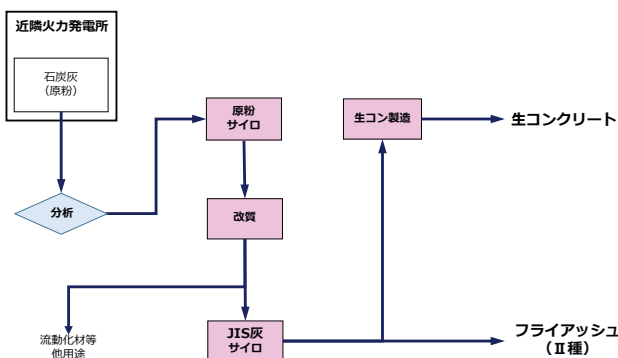 近隣火力発電所
石炭灰
（原粉）
分析
原粉
サイロ
改質
流動化材等
他用途
JIS灰
サイロ
生コン製造
生コンクリート
フライアッシュ
（Ⅱ種）